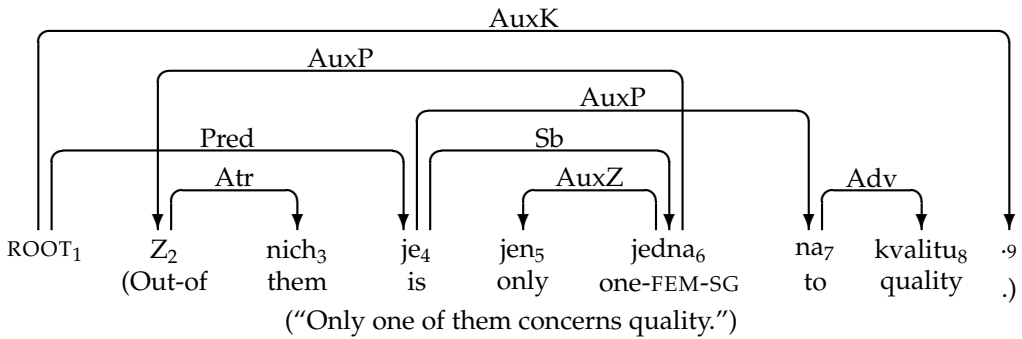 AuxK
AuxP
AuxP
Pred Sb
Atr AuxZ Adv
ROOT₁ Z₂ nich₃ je₄ jen₅ jedna₆ na₇ kvalitu₈ .₉
(Out-of them is only one-FEM-SG to quality .)
(“Only one of them concerns quality.”)